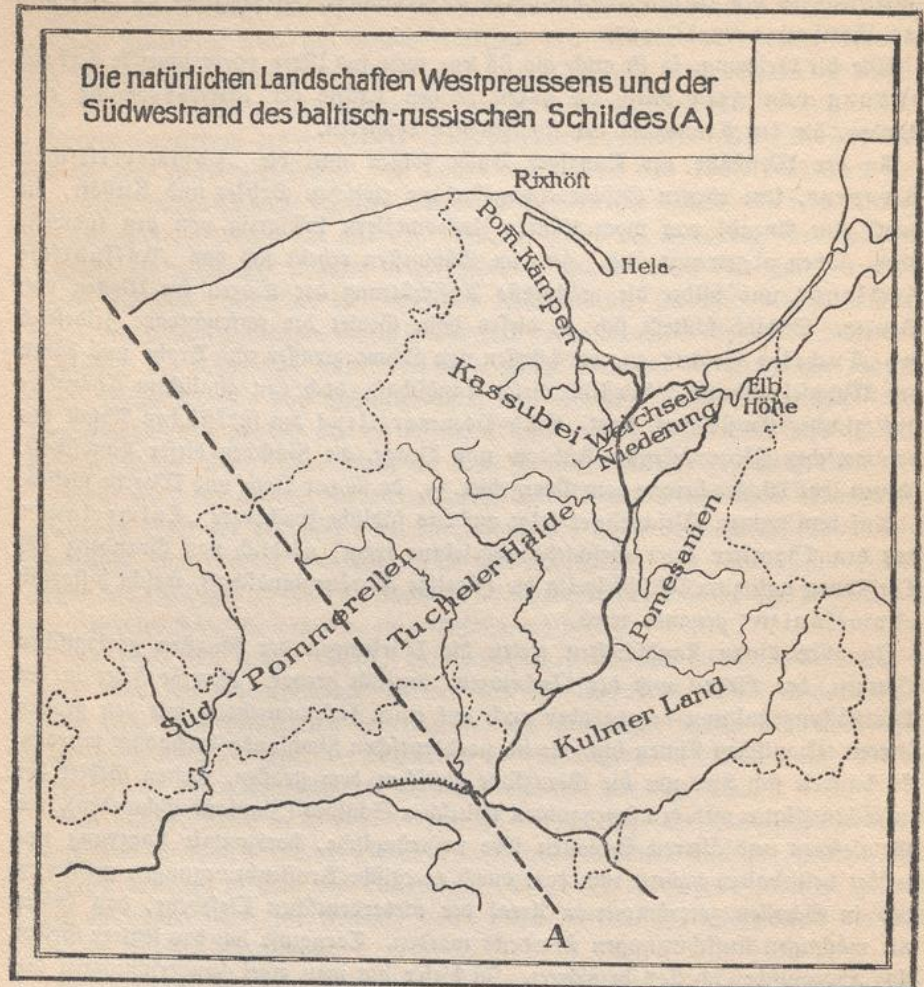 Die natürlichen Landschaften Westpreussens und der
Südwestrand des baltisch-russischen Schildes (A)
Rixhöft
Pom. Kämpen
Hela
Kassubei
Weichsel
Niederung
Elb.
Höhe
Tucheler Haide
Pomesanien
Süd-Pommerellen
Kulmer Land
A